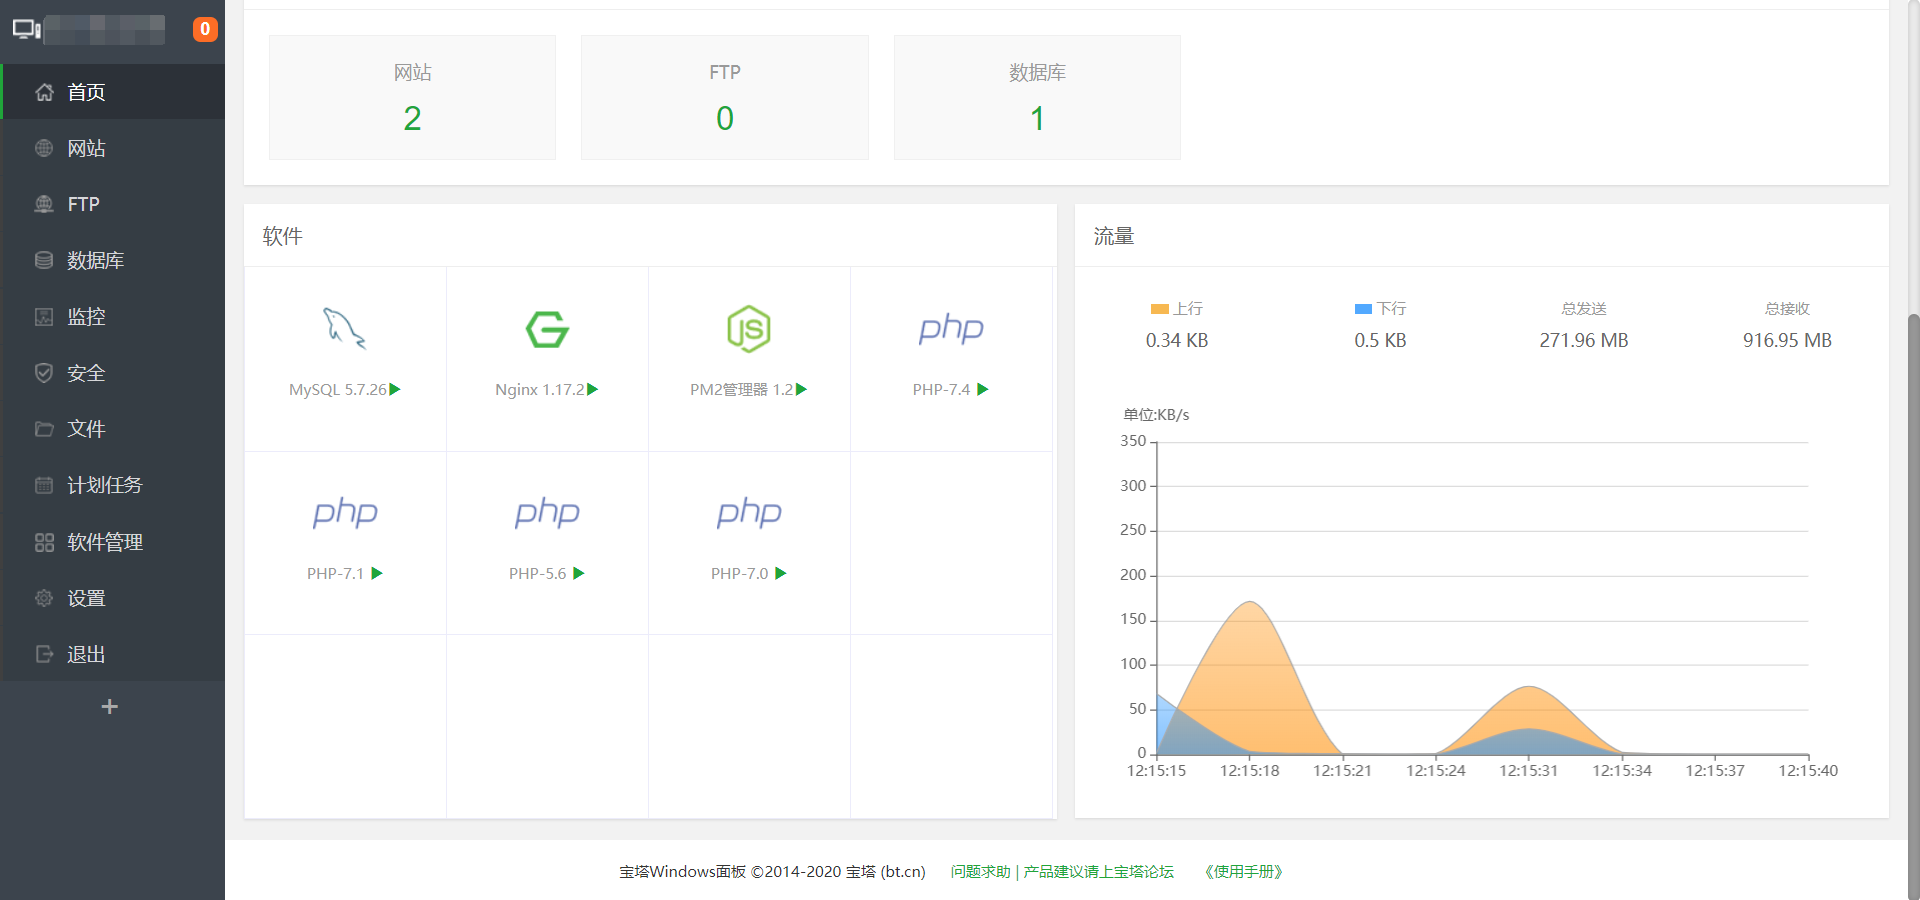 0
首页
网站
FTP
数据库
监控
安全
文件
计划任务
软件管理
设置
退出
+
网站 FTP 数据库
2 0 1
软件
MySQL 5.7.26
Nginx 1.17.2
JS
PM2管理器 1.2
php
PHP-7.4
php
PHP-7.1
php
PHP-5.6
php
PHP-7.0
流量
上行 下行 总发送 总接收
0.34 KB 0.5 KB 271.96 MB 916.95 MB
单位:KB/s
350
300
250
200
150
100
50
0
12:15:15 12:15:18 12:15:21 12:15:24 12:15:31 12:15:34 12:15:37 12:15:40
宝塔Windows面板 ©2014-2020 宝塔 (bt.cn) 问题求助 | 产品建议请上宝塔论坛 《使用手册》